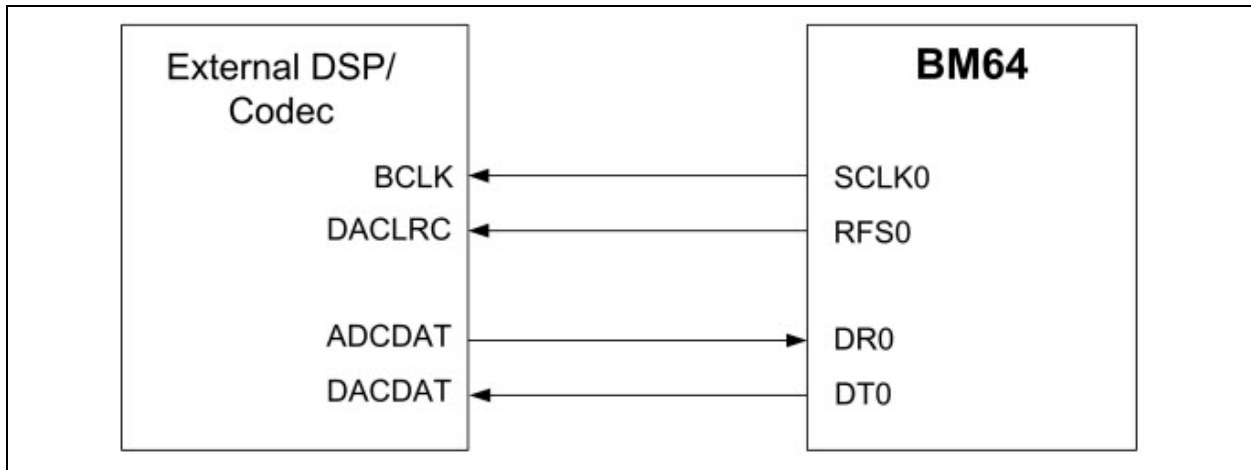 External DSP/
Codec
BCLK
DACLRC
ADCDAT
DACDAT
BM64
SCLK0
RFS0
DR0
DT0